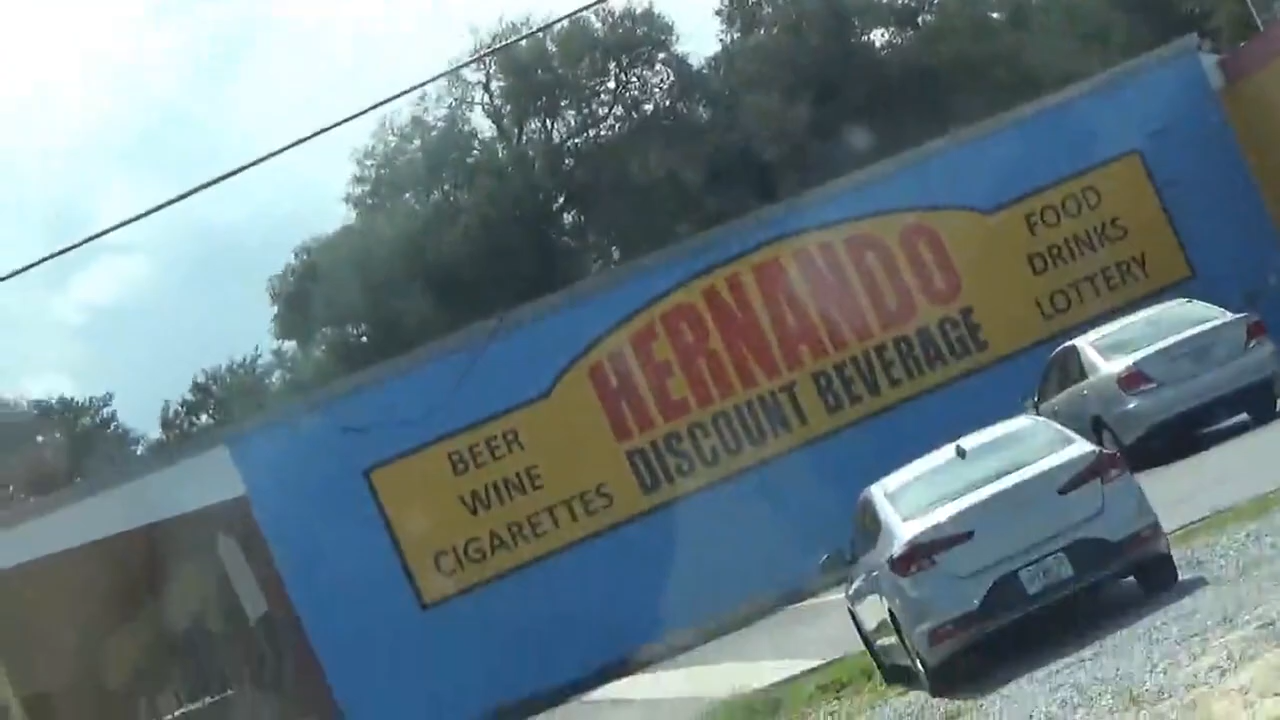 BEER
WINE
CIGARETTES
HERNANDO
DISCOUNT BEVERAGE
FOOD
DRINKS
LOTTERY